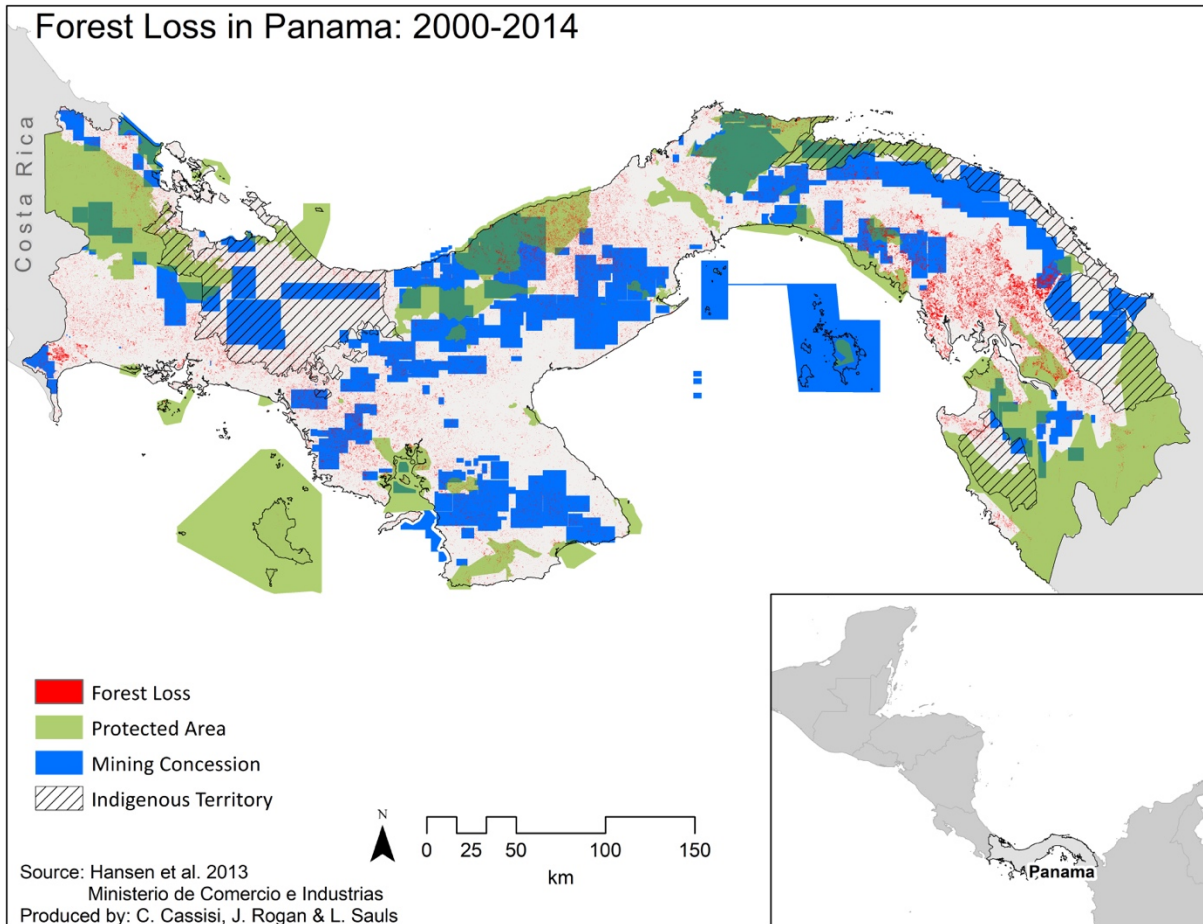 Forest Loss in Panama: 2000-2014
Costa Rica
Forest Loss
Protected Area
Mining Concession
Indigenous Territory
N
0 25 50 100 150
km
Source: Hansen et al. 2013
Ministerio de Comercio e Industrias
Produced by: C. Cassisi, J. Rogan & L. Sauls
Panama